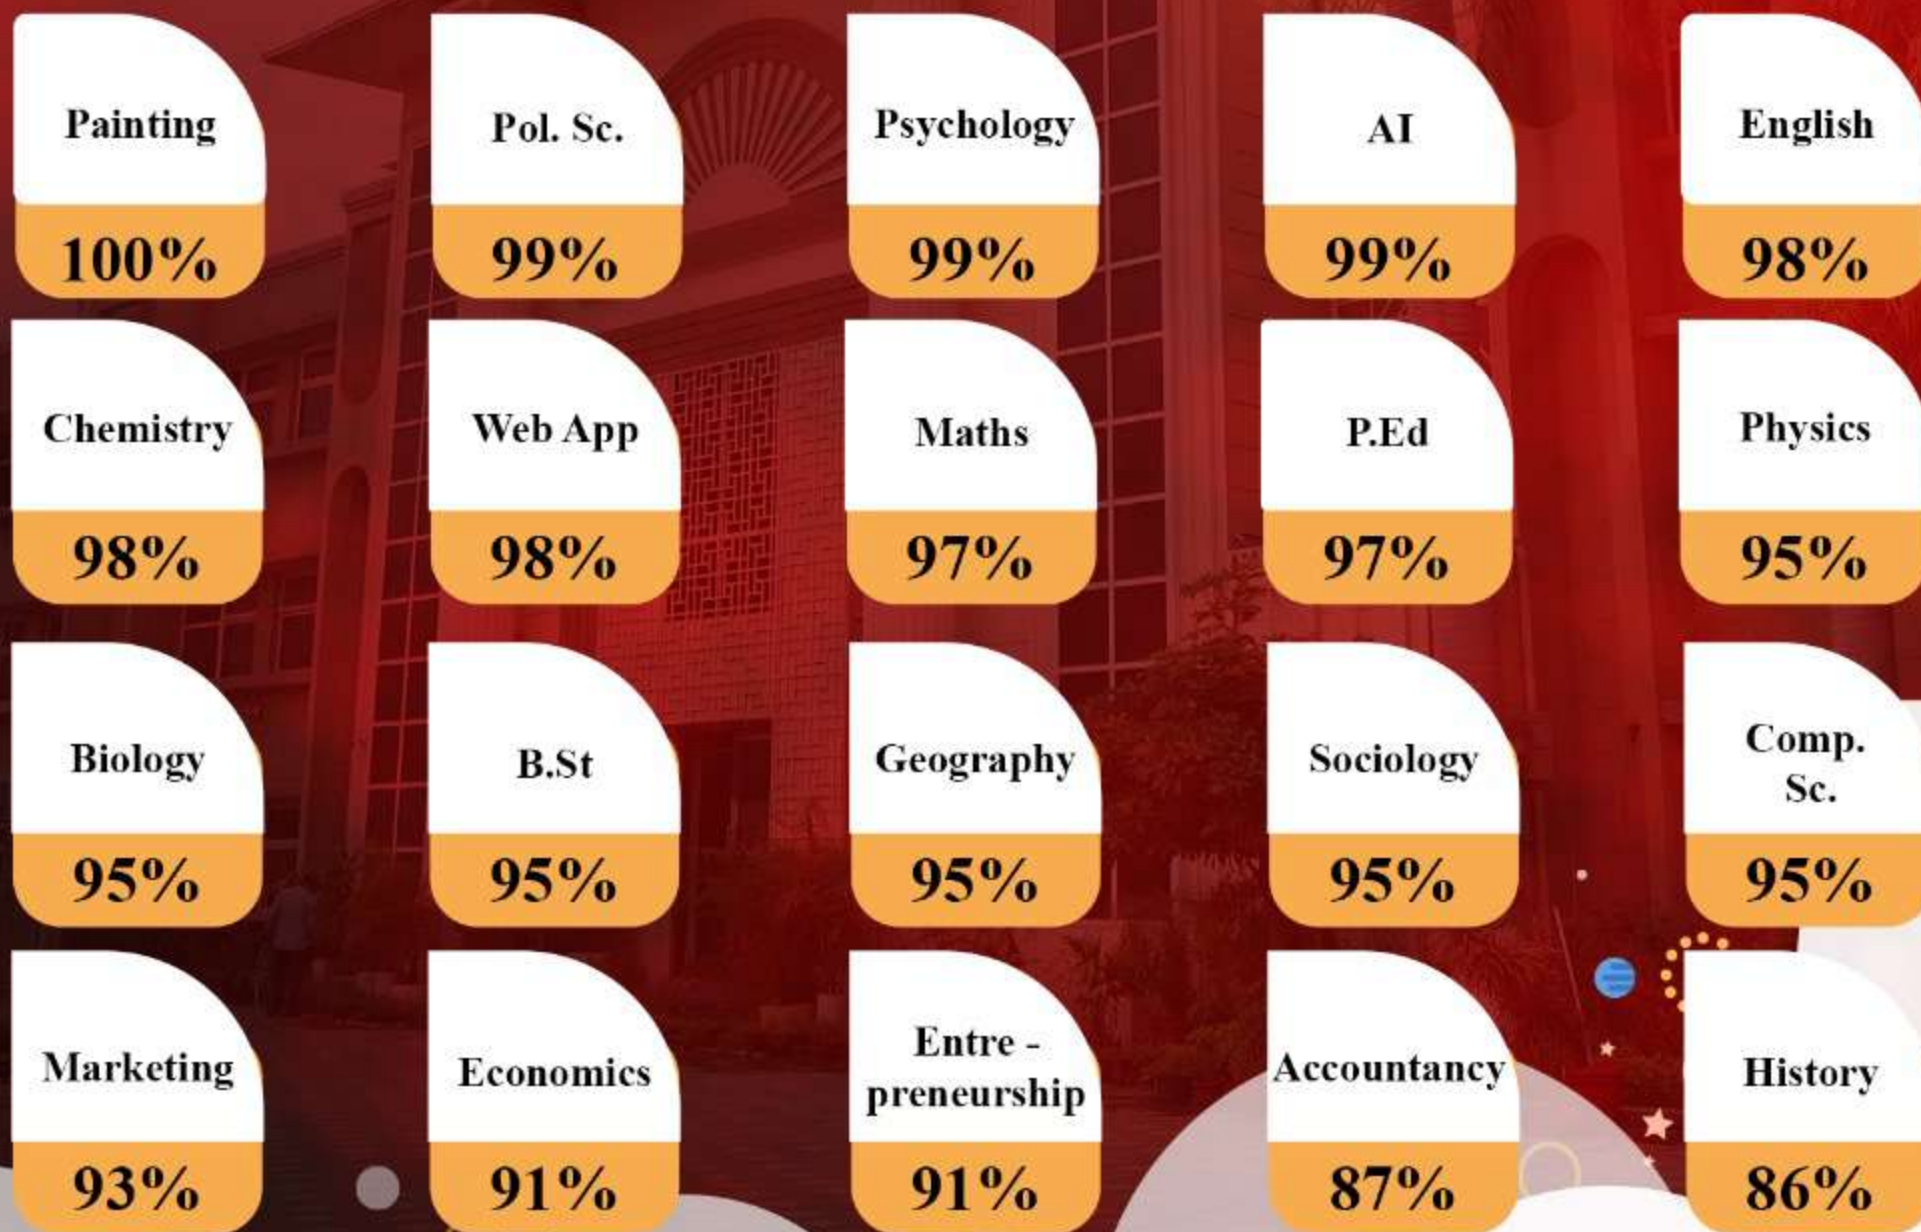 Painting
Pol. Sc.
Psychology
AI
English
100%
99%
99%
99%
98%
Chemistry
Web App
Maths
P.Ed
Physics
98%
98%
97%
97%
95%
Biology
B.St
Geography
Sociology
Comp.
Sc.
95%
95%
95%
95%
95%
Marketing
Economics
Entre -
preneurship
Accountancy
History
93%
91%
91%
87%
86%